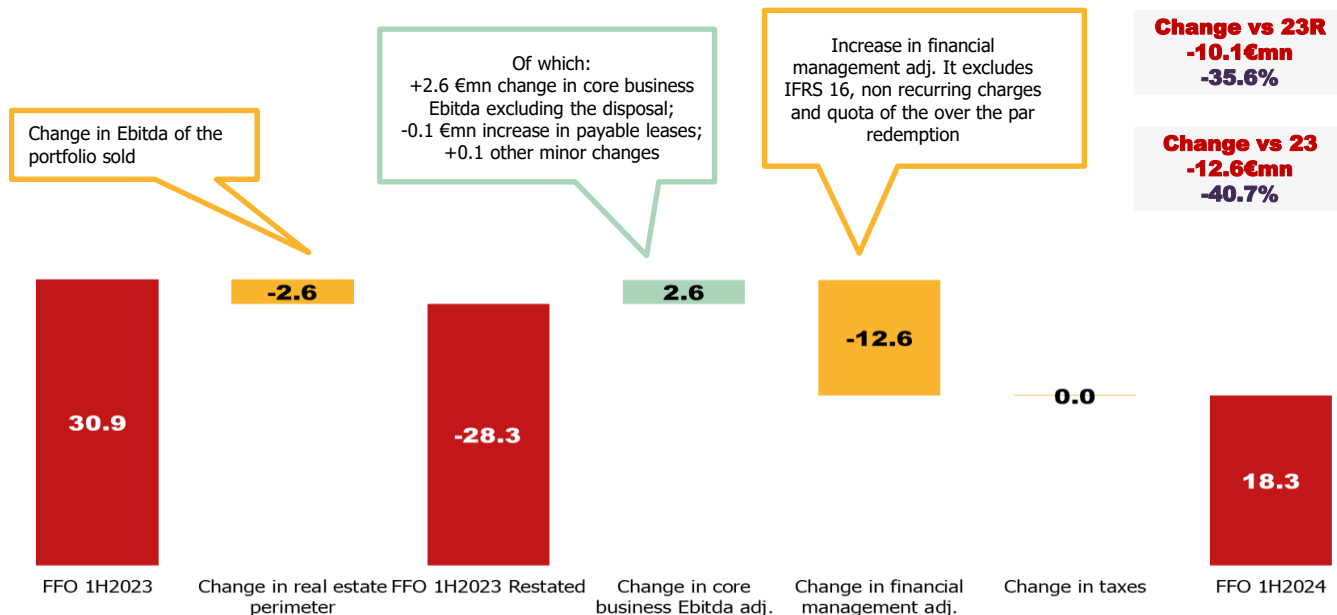 Change in Ebitda of the
portfolio sold
Of which:
+2.6 €mn change in core business
Ebitda excluding the disposal;
-0.1 €mn increase in payable leases;
+0.1 other minor changes
Increase in financial
management adj. It excludes
IFRS 16, non recurring charges
and quota of the over the par
redemption
Change vs 23R
-10.1€mn
-35.6%
Change vs 23
-12.6€mn
-40.7%
30.9
-2.6
-28.3
2.6
-12.6
0.0
18.3
FFO 1H2023
Change in real estate
perimeter
FFO 1H2023 Restated
Change in core
business Ebitda adj.
Change in financial
management adj.
Change in taxes
FFO 1H2024